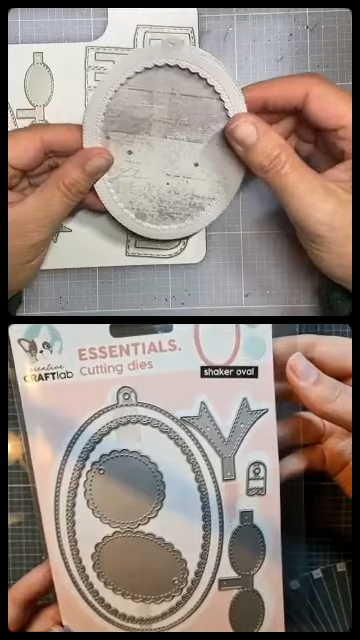 creative
CRAFTlab
ESSENTIALS.
Cutting dies
shaker oval